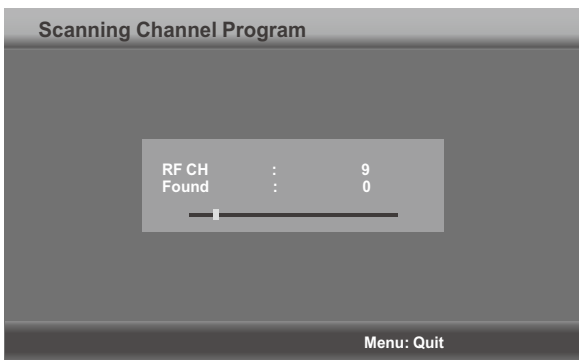 Scanning Channel Program
RF CH : 9
Found : 0
Menu: Quit